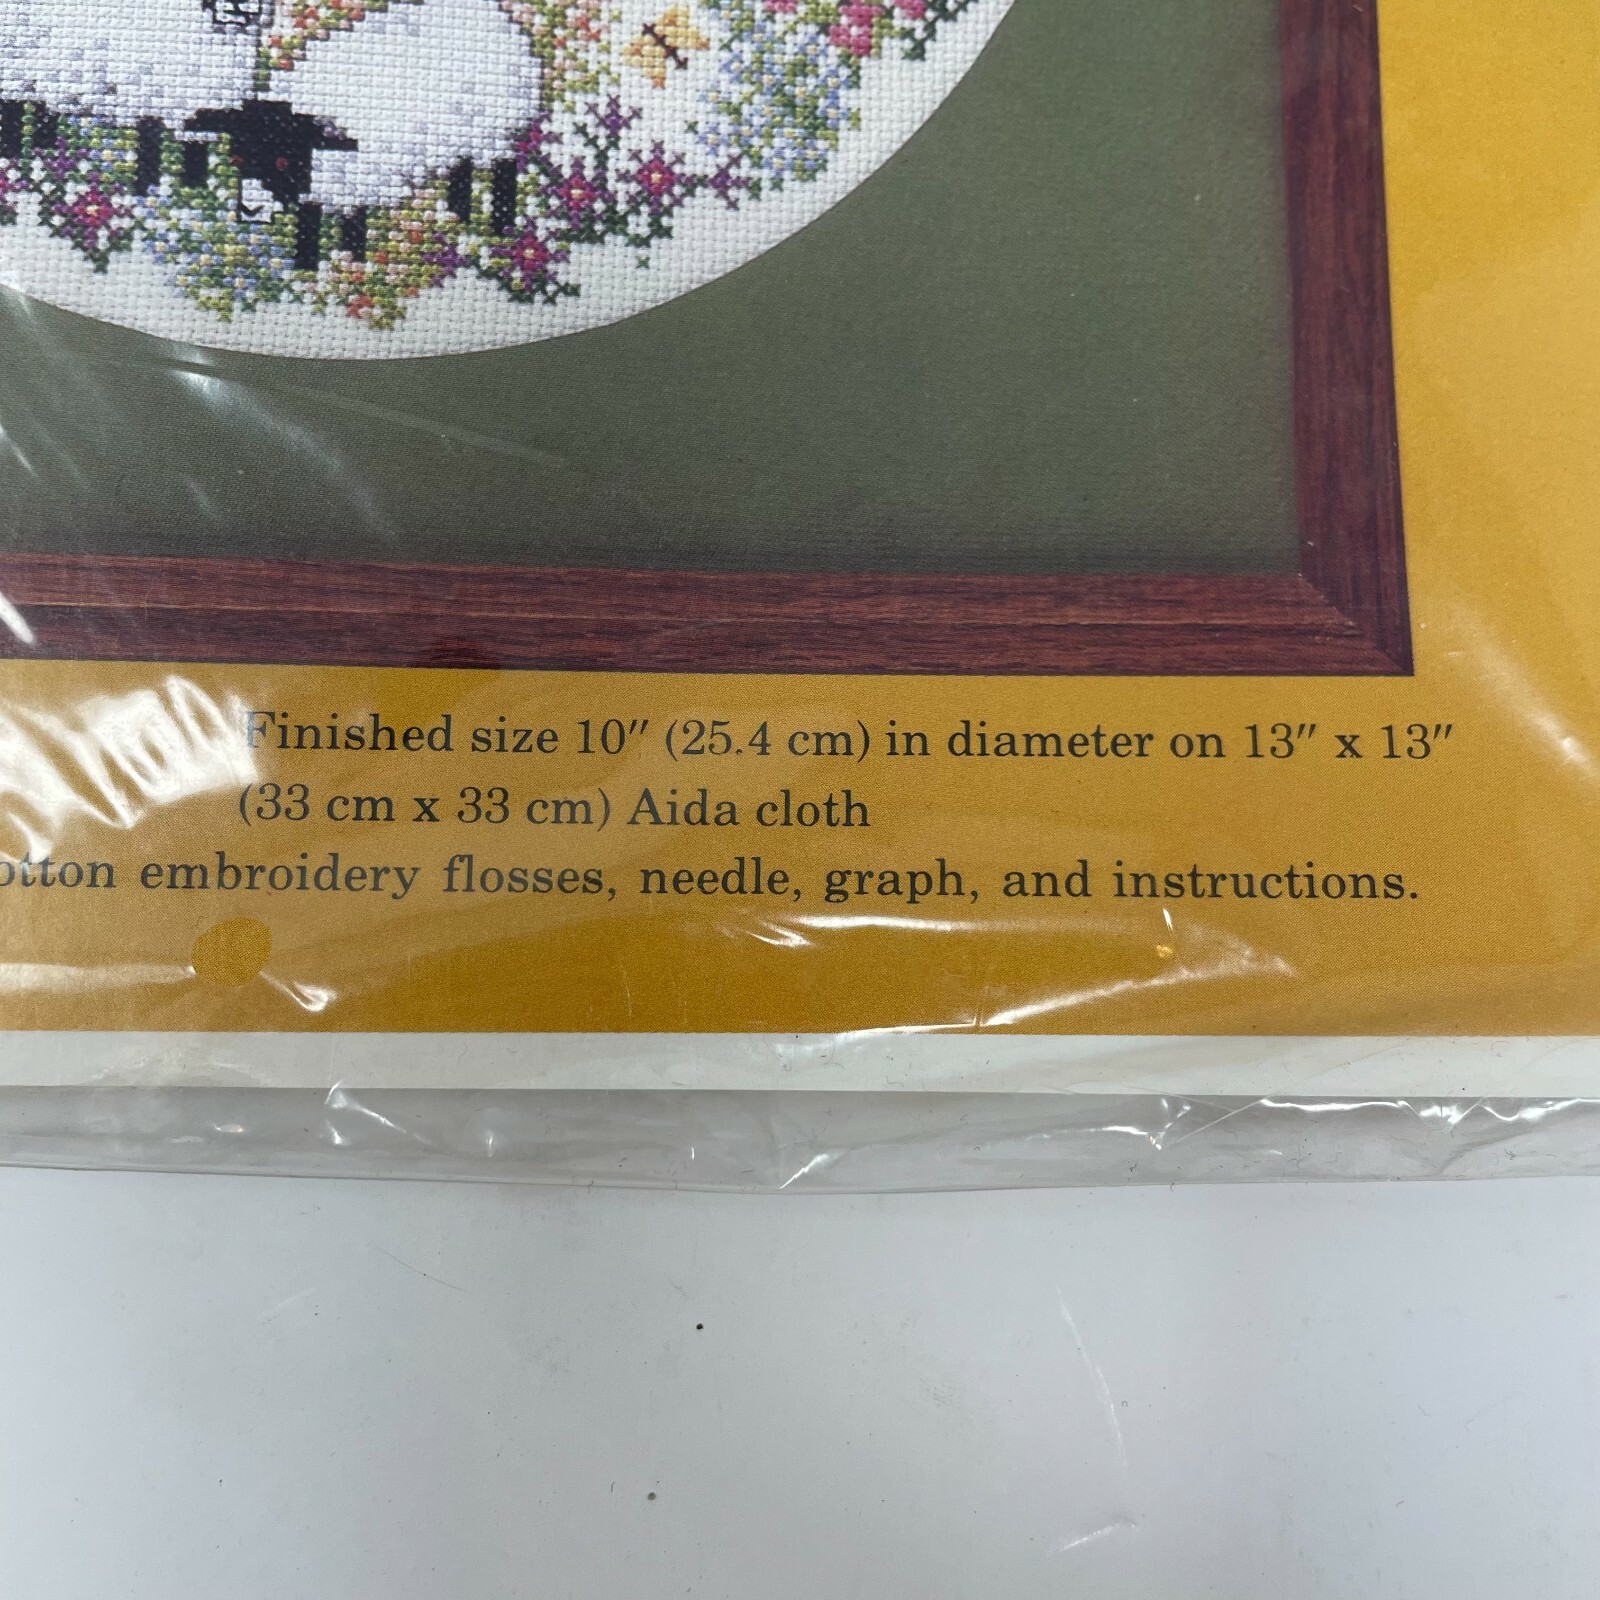 Finished size 10″ (25.4 cm) in diameter on 13″ x 13″
(33 cm x 33 cm) Aida cloth
embroidery flosses, needle, graph, and instructions.